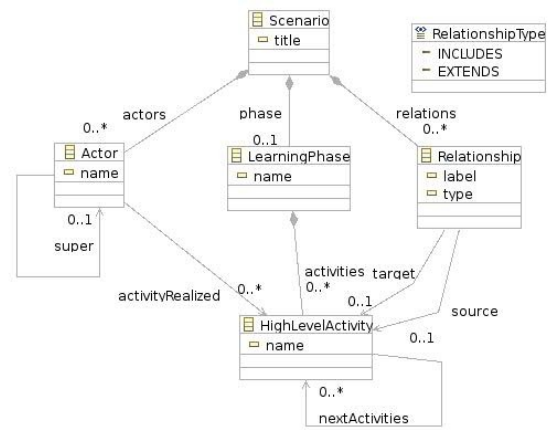 Scenario
title
RelationshipType
INCLUDES
EXTENDS
actors
phase
relations
0..*
0..1
0..*
Actor
name
LearningPhase
name
Relationship
label
type
0..1
super
activityRealized
0..*
activities
0..*
target
0..1
source
0..1
HighLevelActivity
name
0..*
nextActivities